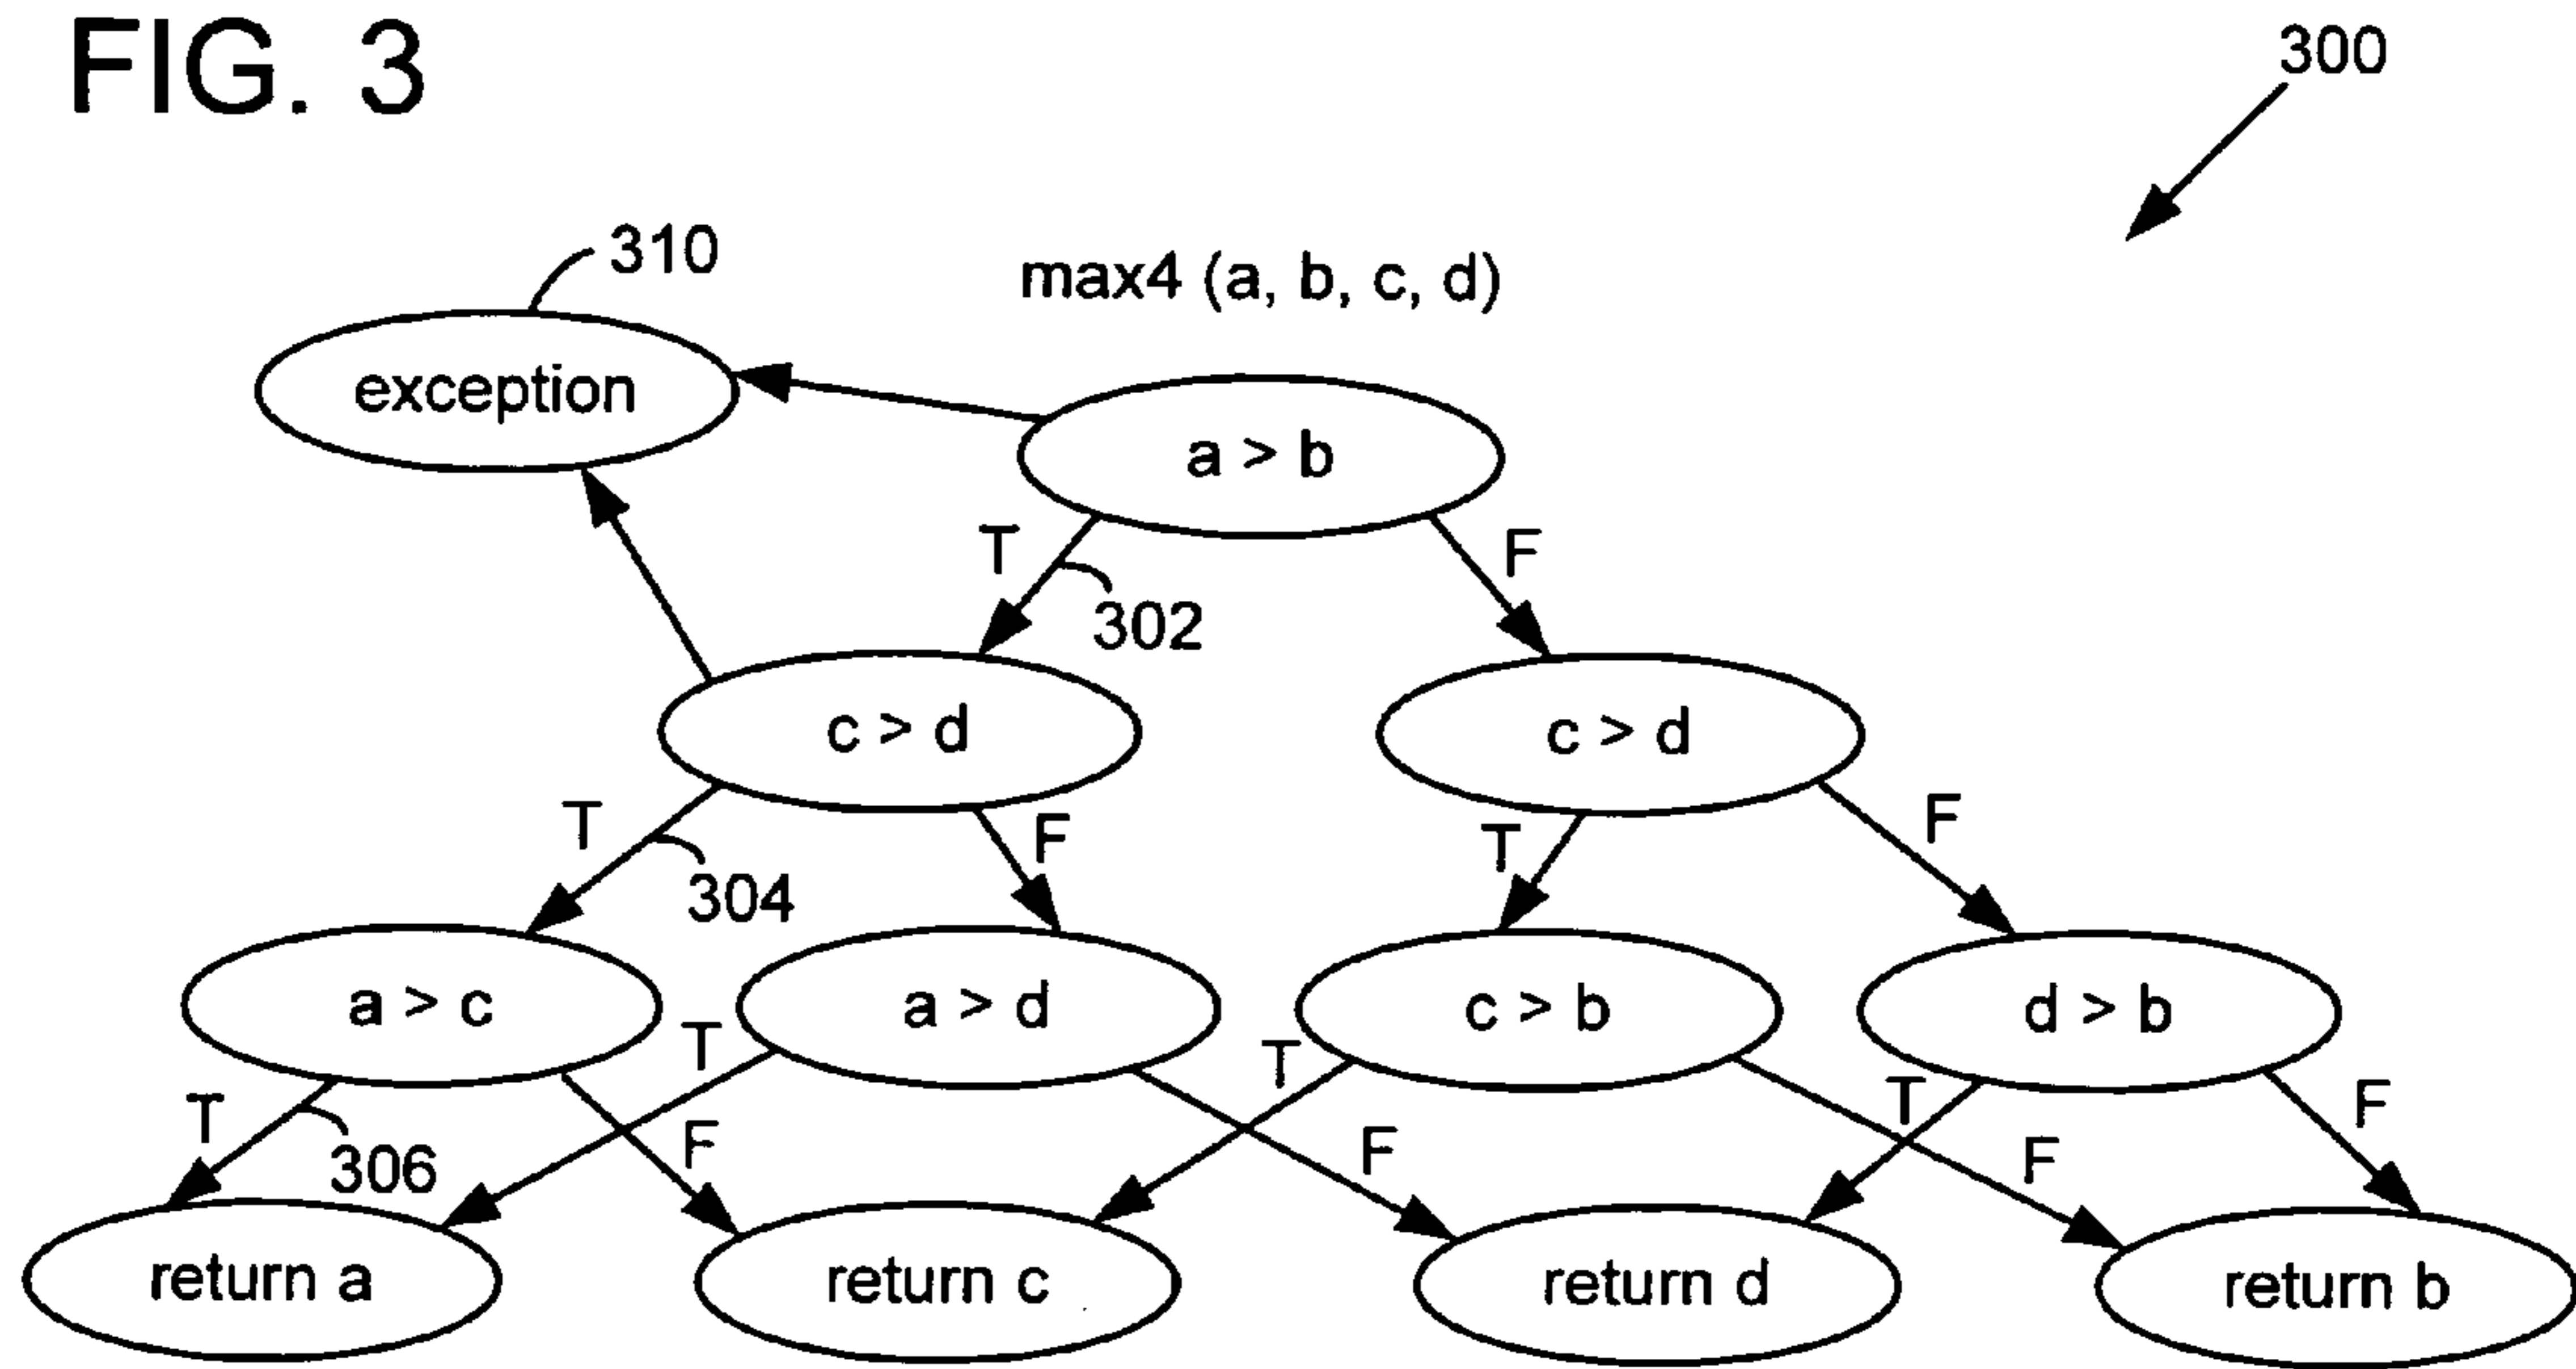 FIG. 3
300
310
max4 (a, b, c, d)
exception
a > b
T
F
302
c > d
c > d
T
F
T
F
304
a > c
a > d
c > b
d > b
T
T
T
T
F
306
F
F
F
return a
return c
return d
return b